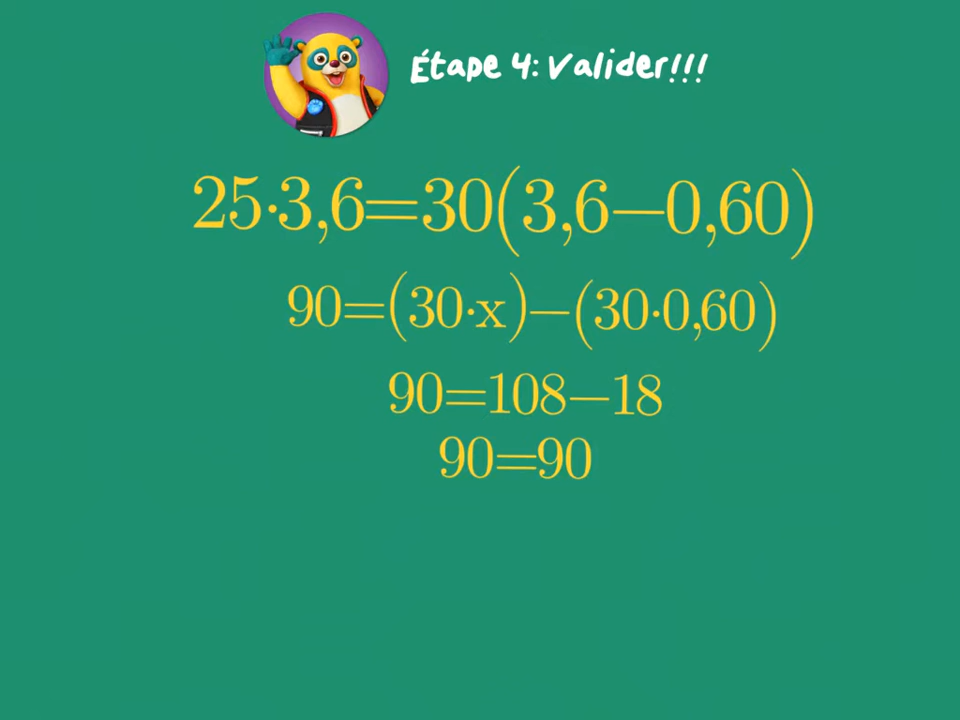 Étape 4: Valider!!!
25·3,6=30(3,6−0,60)
90=(30·x)−(30·0,60)
90=108−18
90=90